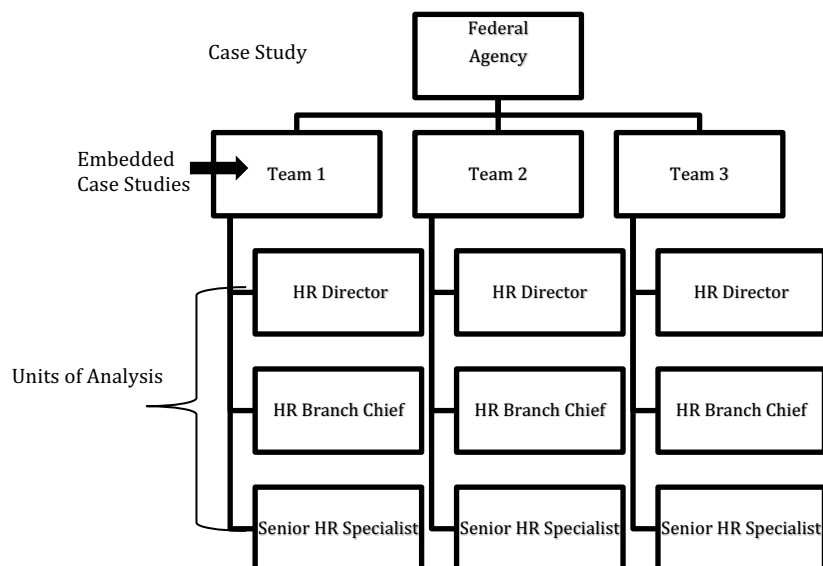 Case Study
Federal
Agency
Embedded
Case Studies
Team 1
Team 2
Team 3
HR Director
HR Director
HR Director
Units of Analysis
HR Branch Chief
HR Branch Chief
HR Branch Chief
Senior HR Specialist
Senior HR Specialist
Senior HR Specialist